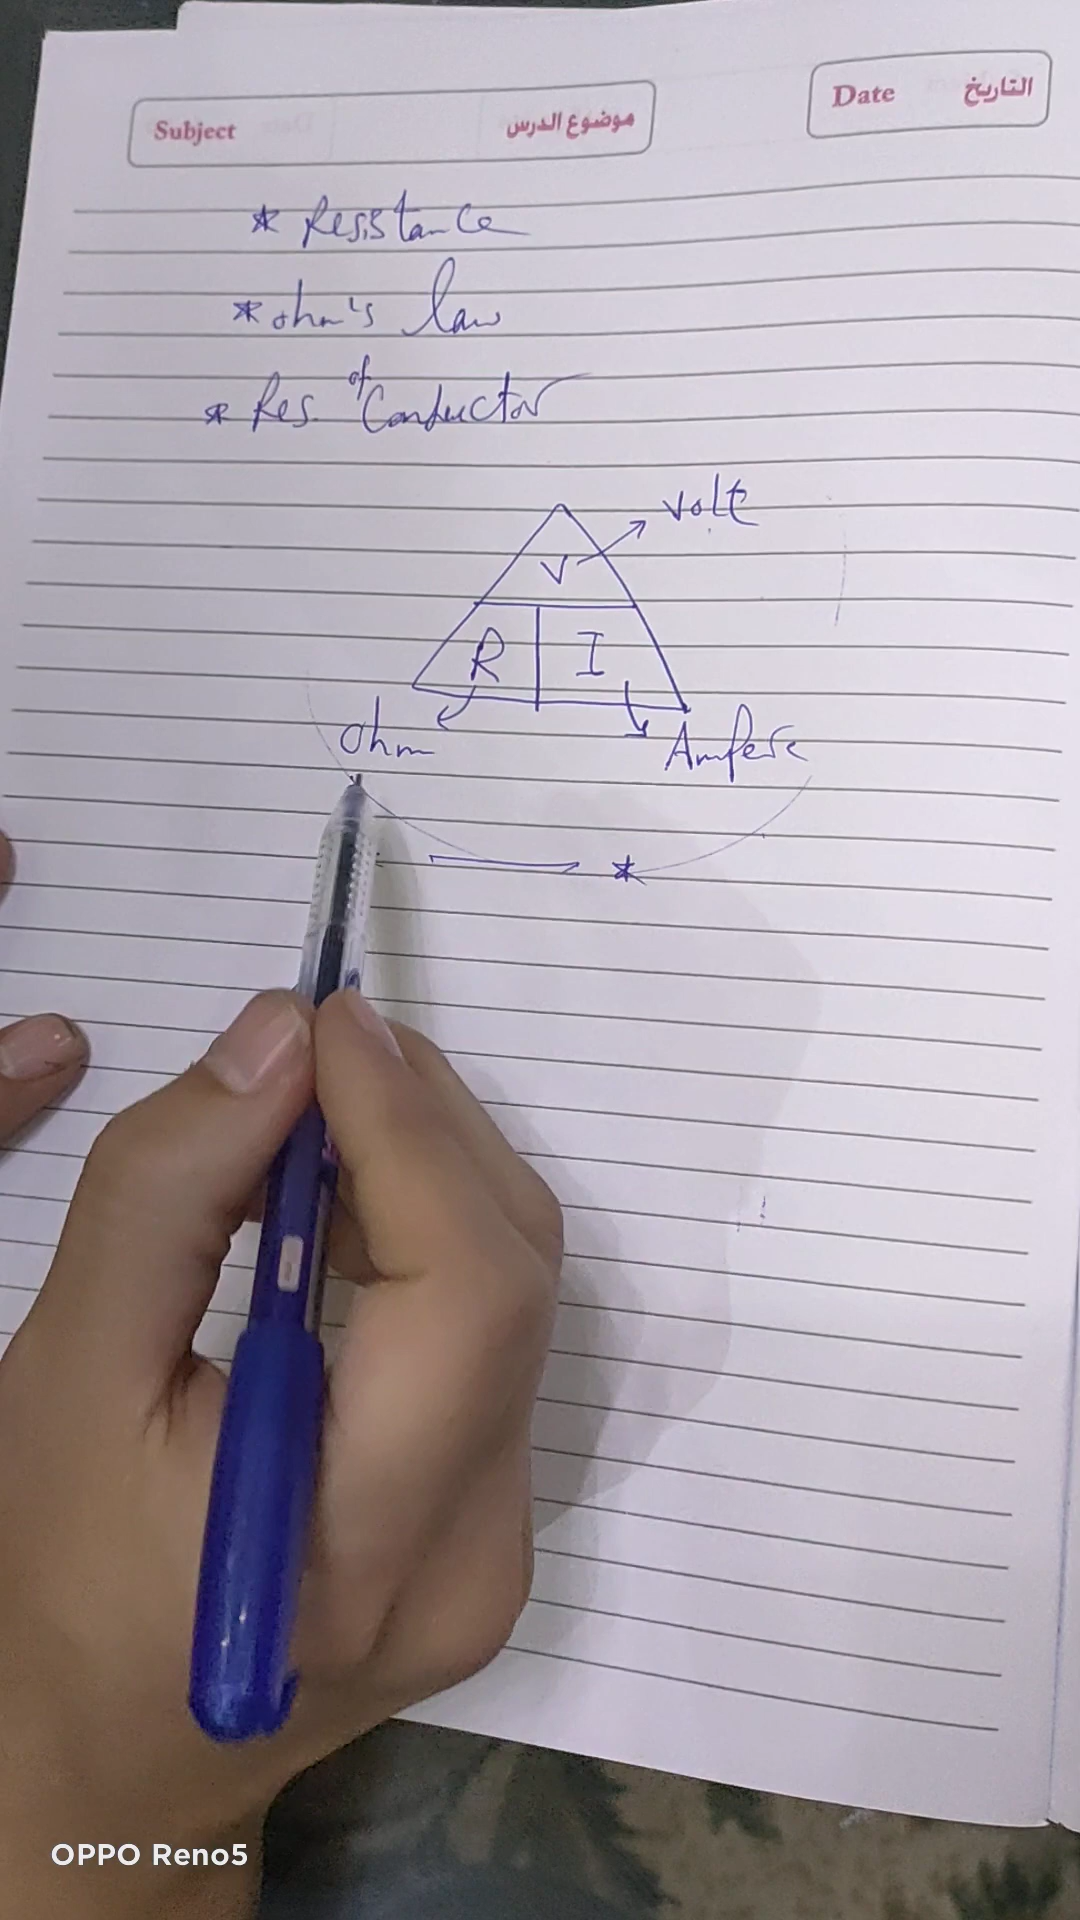 Subject موضوع الدرس
Date التاريخ
* Resistance
* ohm's law
* Res. of Conductor
Volt
V
R I
ohm Ampere
*
OPPO Reno5